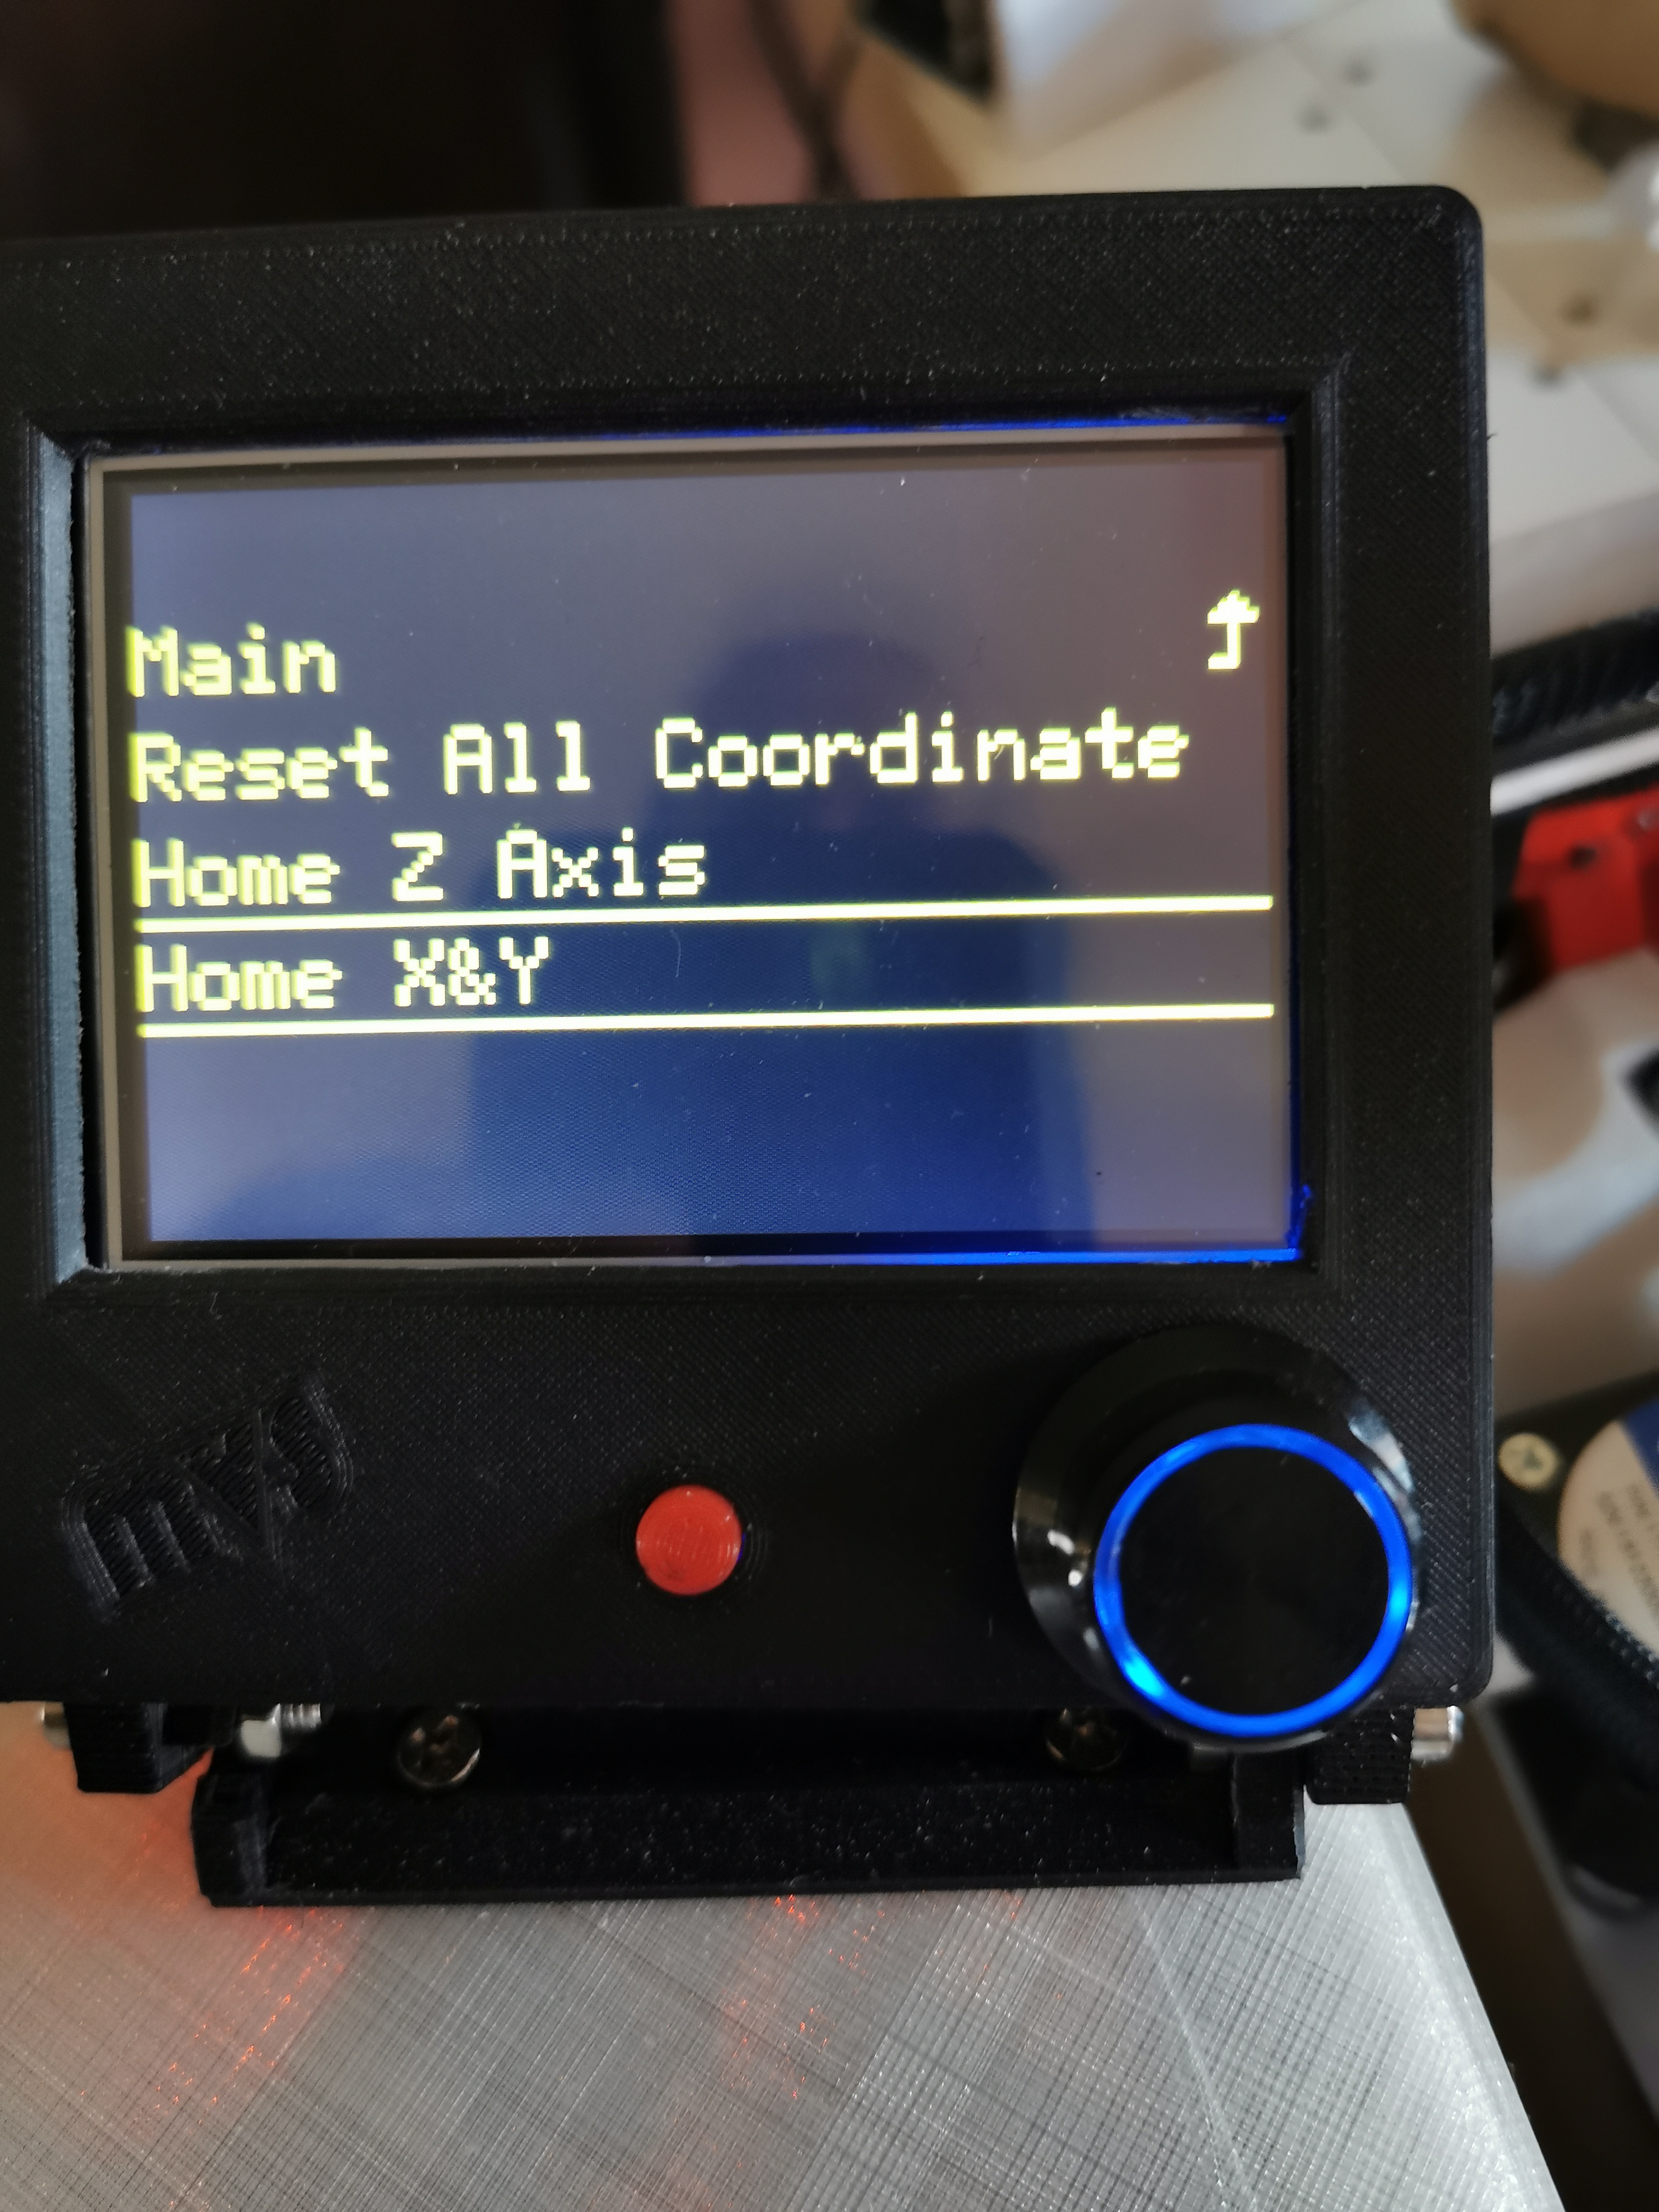 Main
Reset All Coordinate
Home Z Axis
Home X&Y